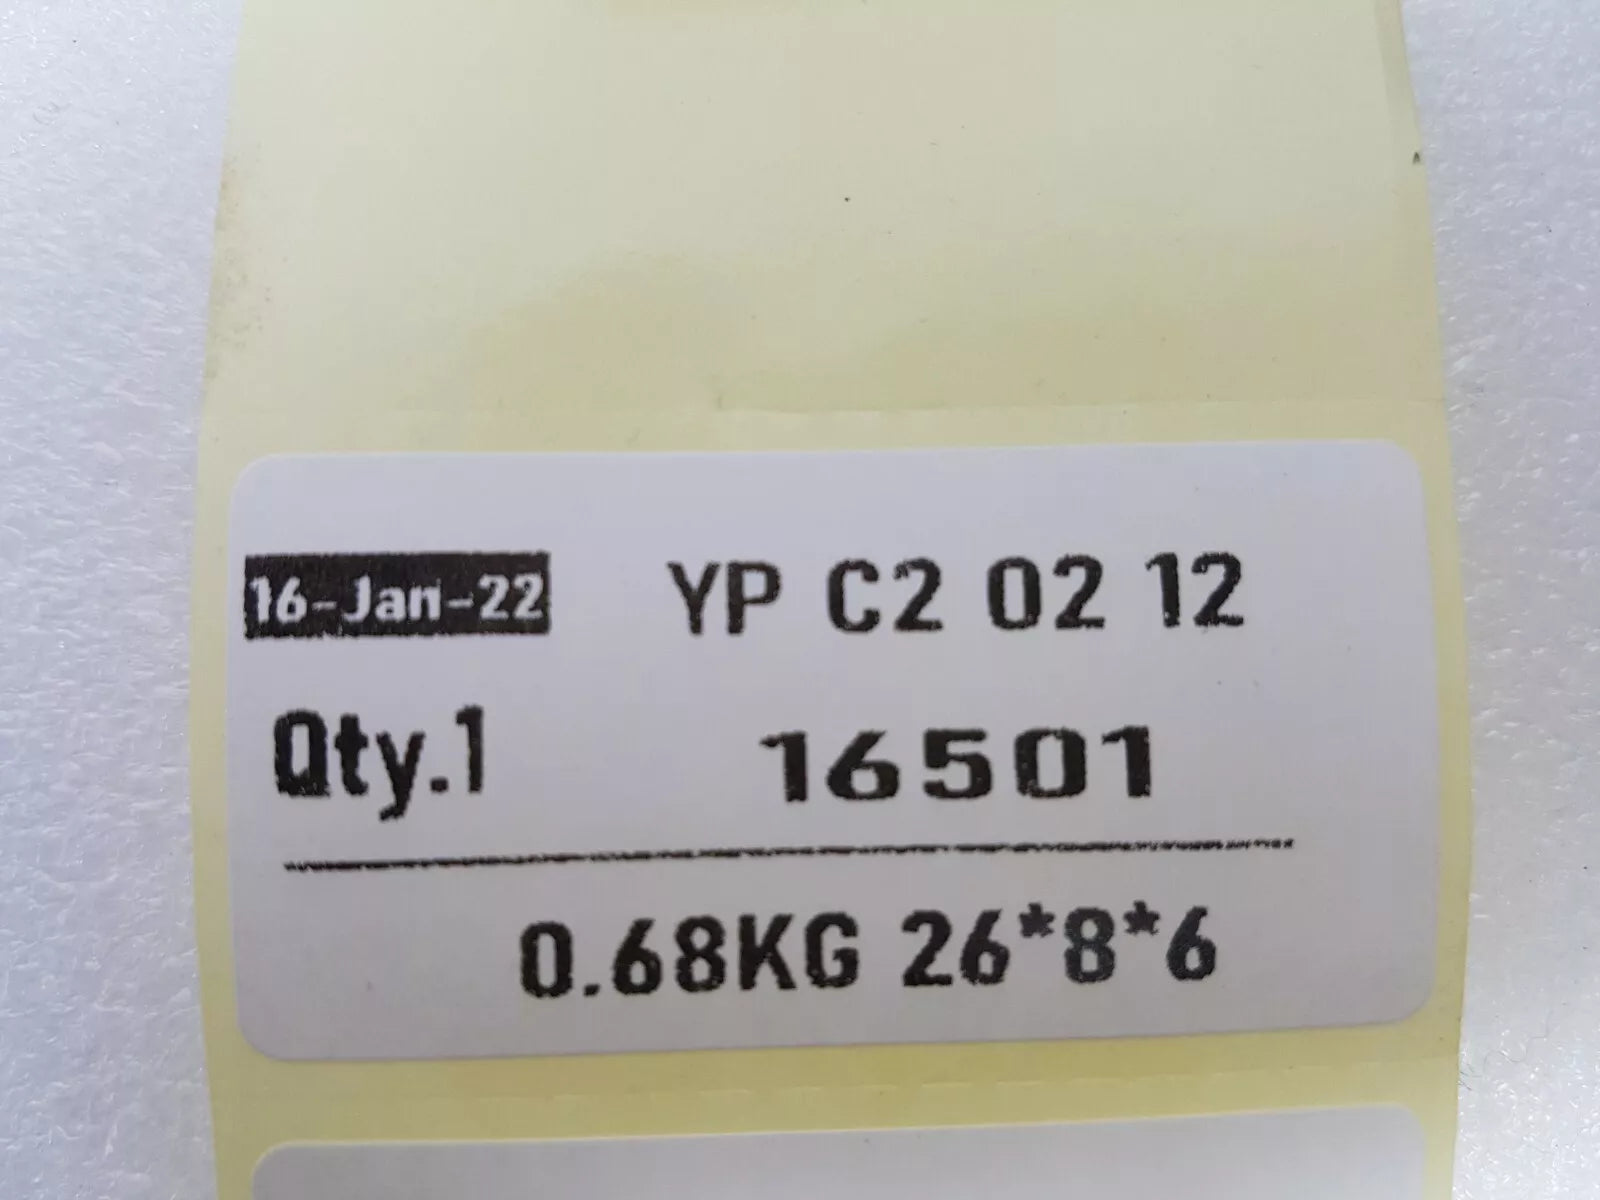 16-Jan-22 YP C2 02 12
Qty.1 16501
0.68KG 26*8*6